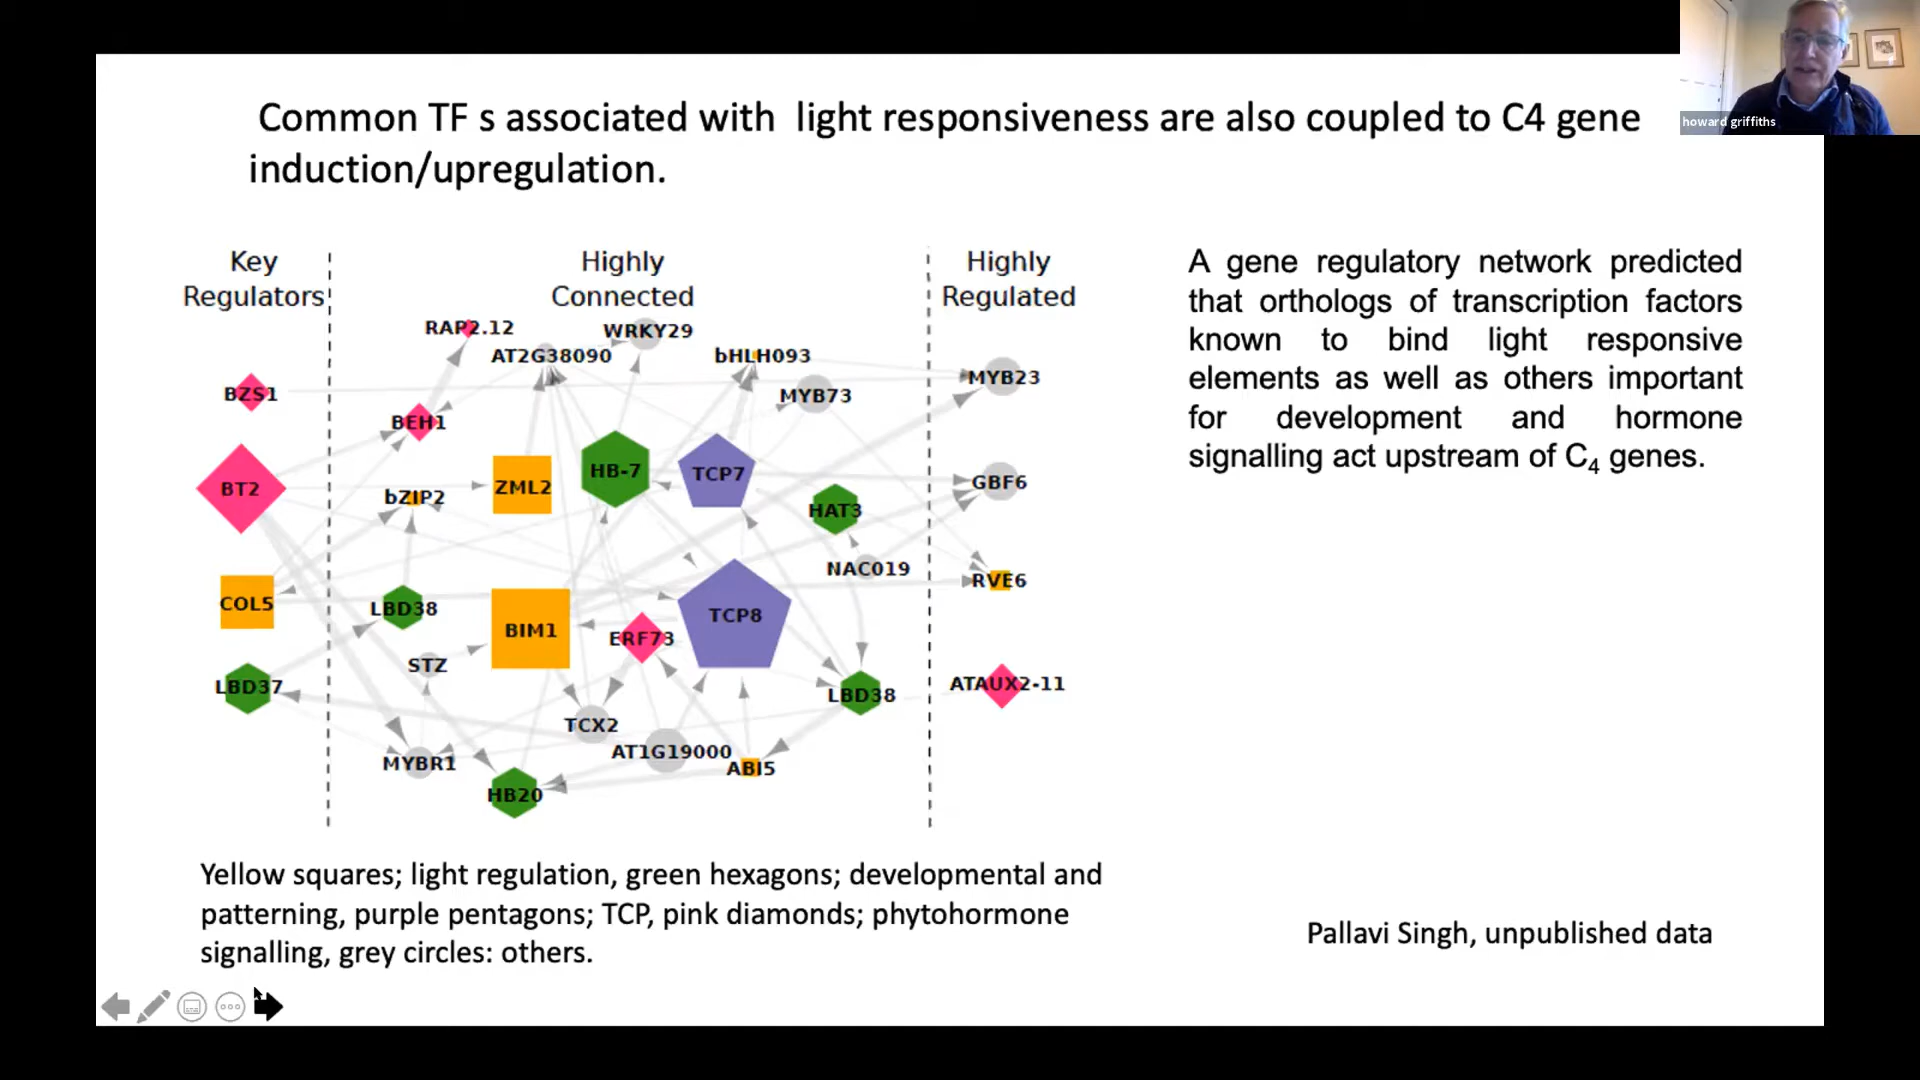 howard griffiths
Common TF s associated with  light responsiveness are also coupled to C4 gene
induction/upregulation.
Key
Regulators
Highly
Connected
Highly
Regulated
RAP2.12
WRKY29
AT2G38090
bHLH093
MYB23
BZS1
MYB73
BEH1
HB-7
TCP7
GBF6
BT2
ZML2
bZIP2
HAT3
NAC019
RVE6
COL5
LBD38
TCP8
BIM1
ERF73
STZ
LBD37
LBD38
ATAUX2-11
TCX2
AT1G19000
MYBR1
ABI5
HB20
A gene regulatory network predicted
that orthologs of transcription factors
known to bind light responsive
elements as well as others important
for development and hormone
signalling act upstream of C4 genes.
Yellow squares; light regulation, green hexagons; developmental and
patterning, purple pentagons; TCP, pink diamonds; phytohormone
signalling, grey circles: others.
Pallavi Singh, unpublished data